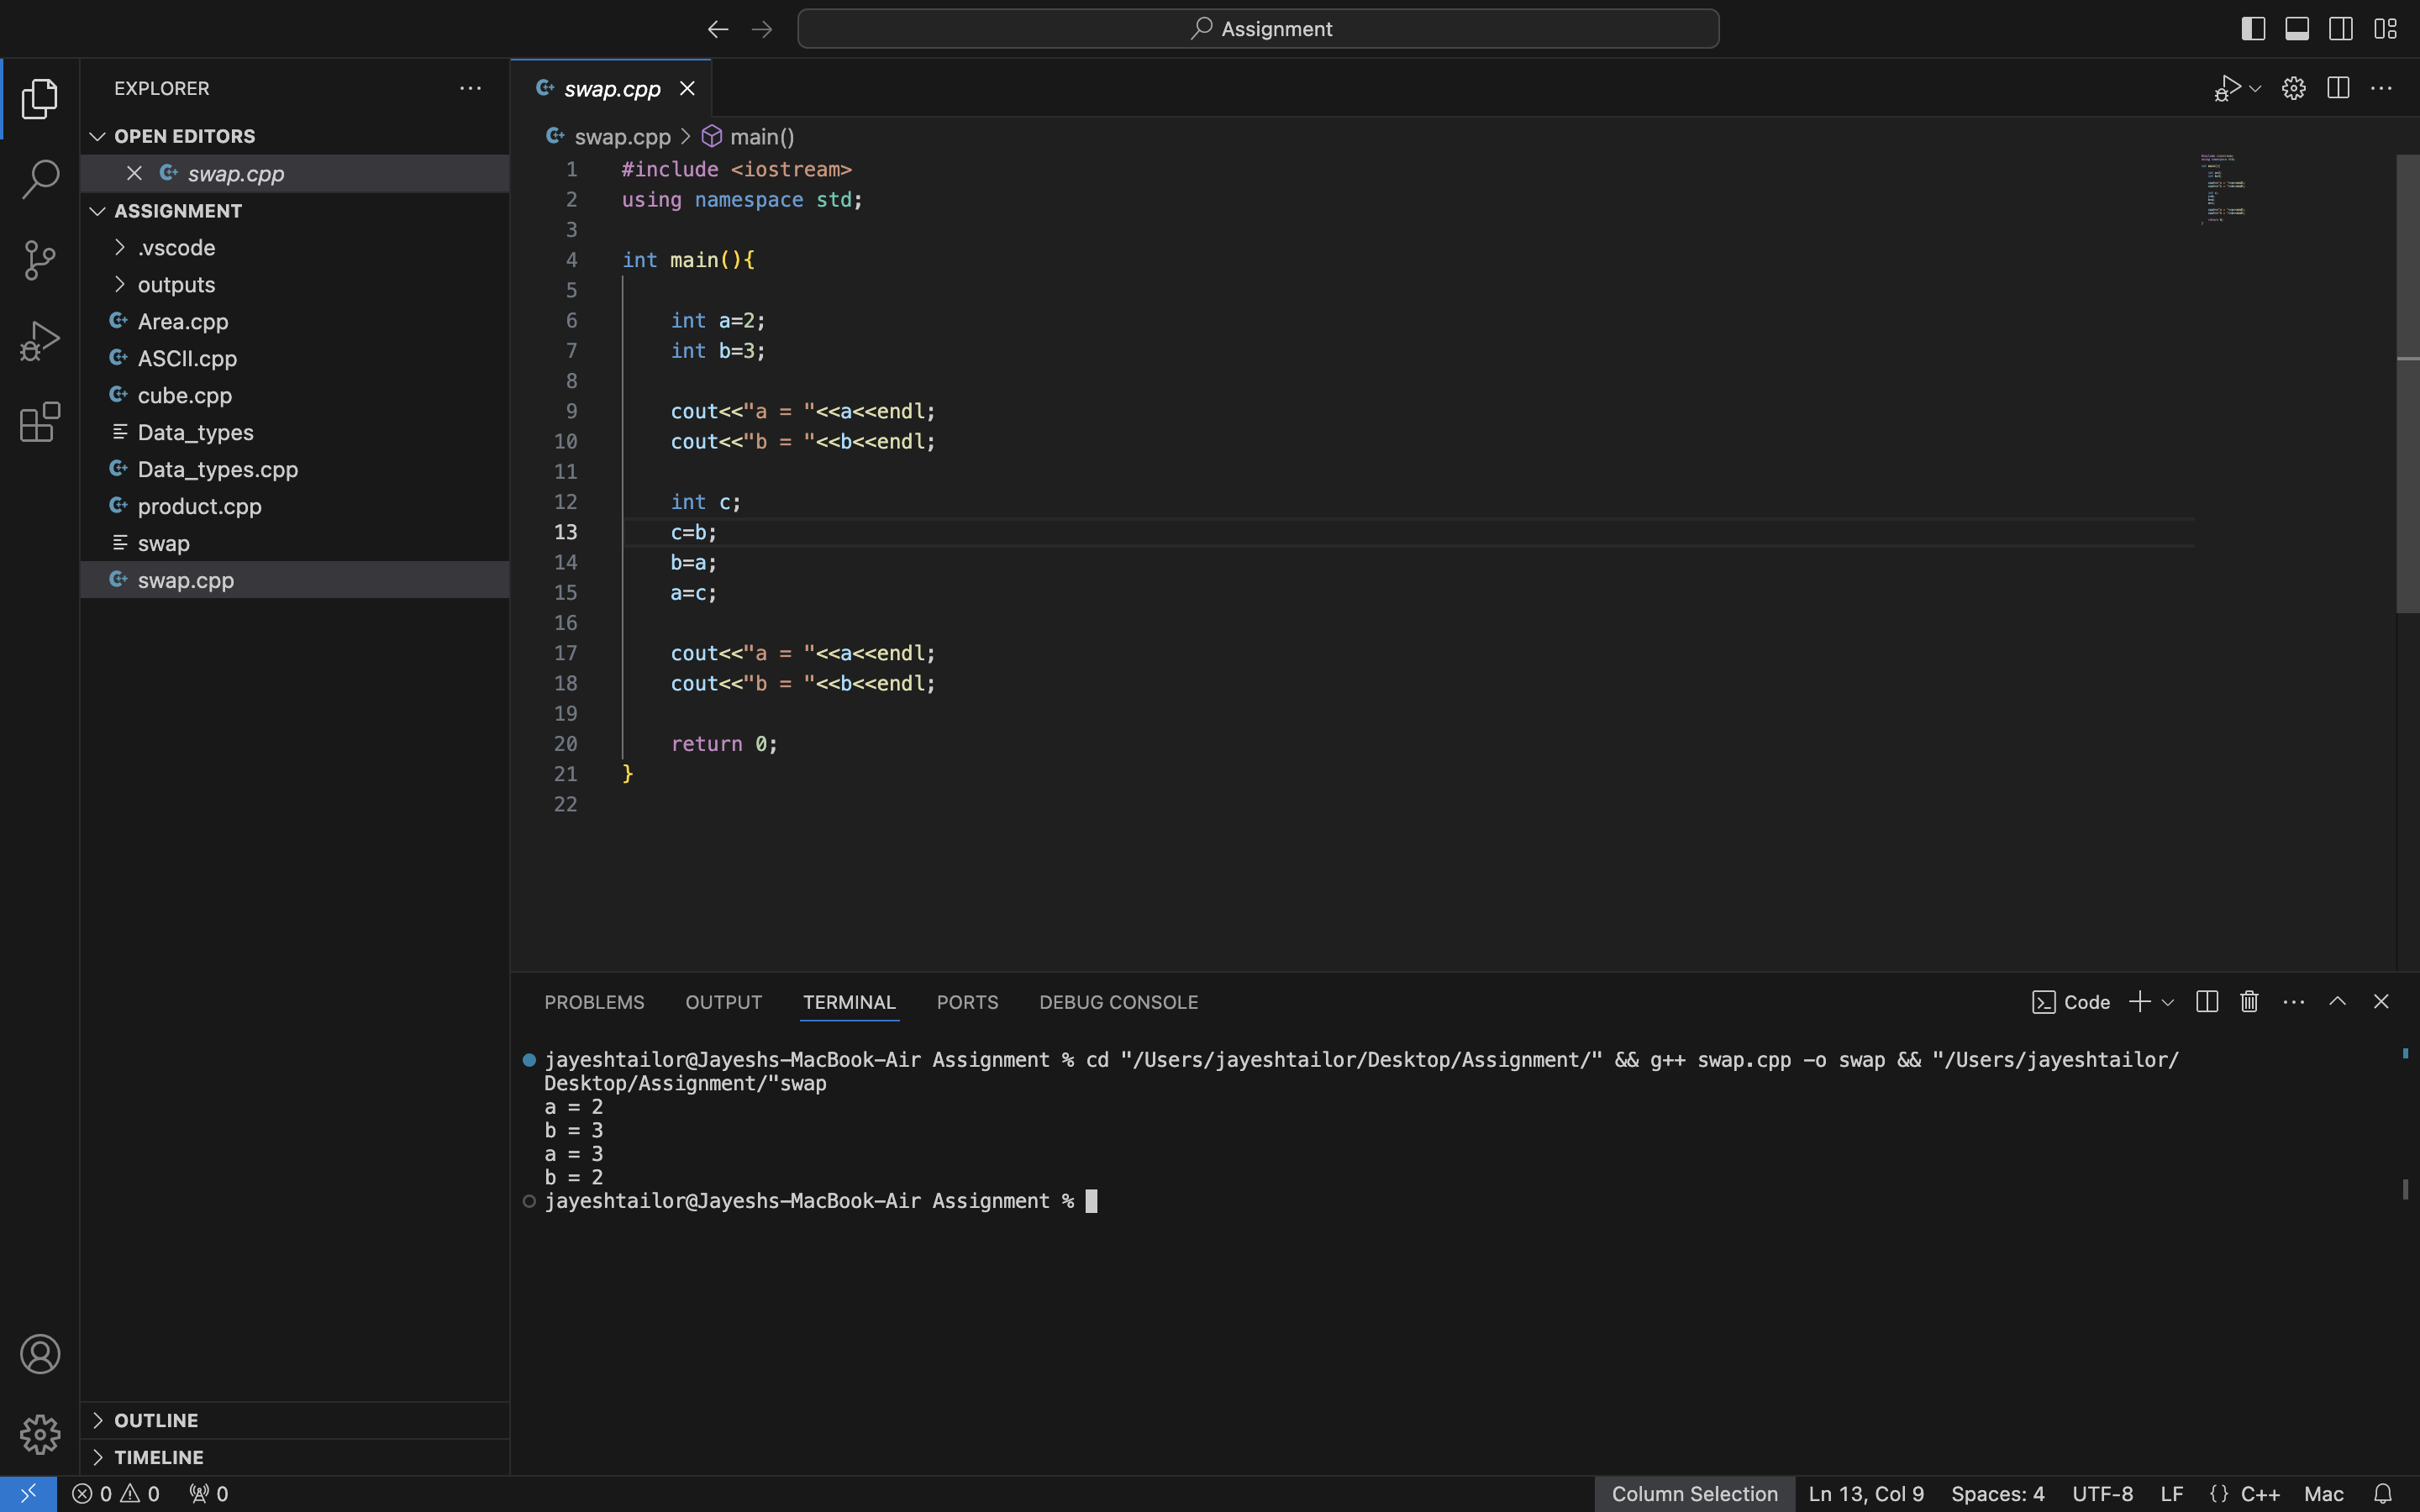 Assignment
EXPLORER
OPEN EDITORS
swap.cpp
ASSIGNMENT
.vscode
outputs
Area.cpp
ASCII.cpp
cube.cpp
Data_types
Data_types.cpp
product.cpp
swap
swap.cpp
OUTLINE
TIMELINE
swap.cpp
swap.cpp > main()
1 #include <iostream>
2 using namespace std;
3
4 int main(){
5
6 int a=2;
7 int b=3;
8
9 cout<<"a = "<<a<<endl;
10 cout<<"b = "<<b<<endl;
11
12 int c;
13 c=b;
14 b=a;
15 a=c;
16
17 cout<<"a = "<<a<<endl;
18 cout<<"b = "<<b<<endl;
19
20 return 0;
21 }
22
PROBLEMS OUTPUT TERMINAL PORTS DEBUG CONSOLE Code
jayeshtailor@Jayeshs-MacBook-Air Assignment % cd "/Users/jayeshtailor/Desktop/Assignment/" && g++ swap.cpp -o swap && "/Users/jayeshtailor/
Desktop/Assignment/"swap
a = 2
b = 3
a = 3
b = 2
jayeshtailor@Jayeshs-MacBook-Air Assignment %
0 0 0 Column Selection Ln 13, Col 9 Spaces: 4 UTF-8 LF {} C++ Mac